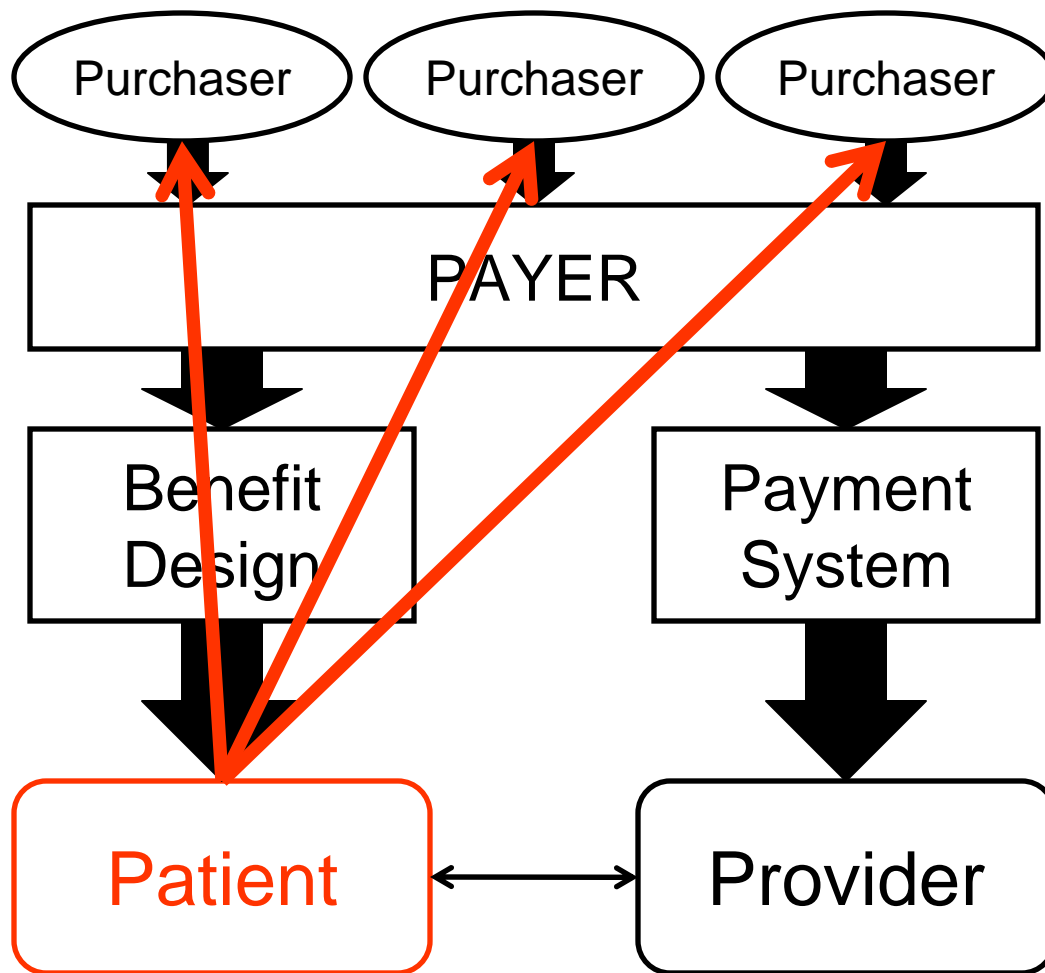 Purchaser
Purchaser
Purchaser
PAYER
Benefit
Design
Payment
System
Patient
Provider